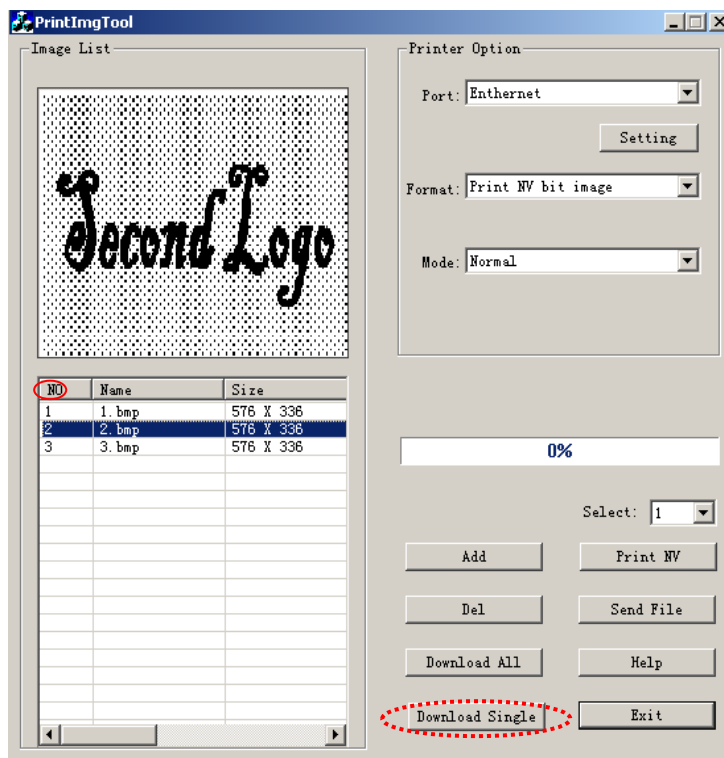 PrintImgTool
Image List
Second Logo
NO Name Size
1 1.bmp 576 X 336
2 2.bmp 576 X 336
3 3.bmp 576 X 336
Printer Option
Port: Enthernet
Setting
Format: Print NV bit image
Mode: Normal
0%
Select: 1
Add Print NV
Del Send File
Download All Help
Download Single Exit